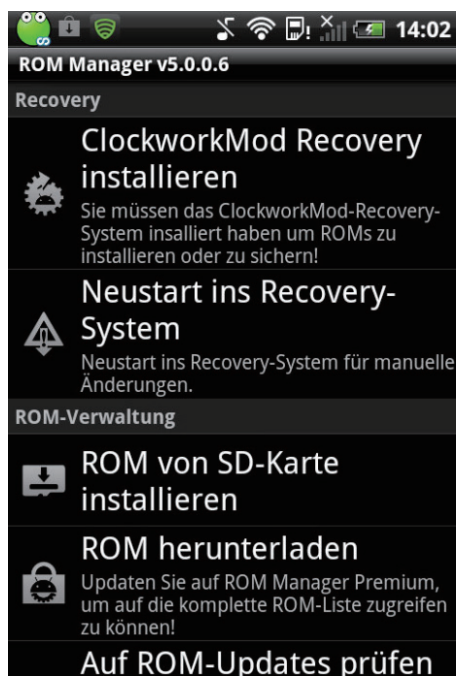 14:02
ROM Manager v5.0.0.6
Recovery
ClockworkMod Recovery
installieren
Sie müssen das ClockworkMod-Recovery-
System insalliert haben um ROMs zu
installieren oder zu sichern!
Neustart ins Recovery-
System
Neustart ins Recovery-System für manuelle
Änderungen.
ROM-Verwaltung
ROM von SD-Karte
installieren
ROM herunterladen
Updaten Sie auf ROM Manager Premium,
um auf die komplette ROM-Liste zugreifen
zu können!
Auf ROM-Updates prüfen